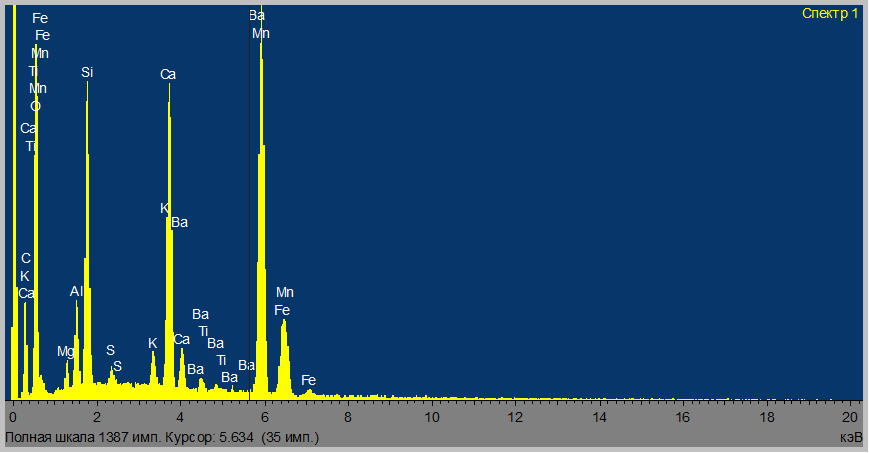 Спектр 1
Fe
Fe
Mn
Ti
Mn
O
Ca
Ti
C
K
Ca
Mg
Al
Si
S
S
K
Ca
K
Ba
Ca
Ba
Ba
Ti
Ba
Ti
Ba
Ba
Ba
Mn
Mn
Fe
Fe
0 2 4 6 8 10 12 14 16 18 20
Полная шкала 1387 имп. Курсор: 5.634 (35 имп.) кэВ